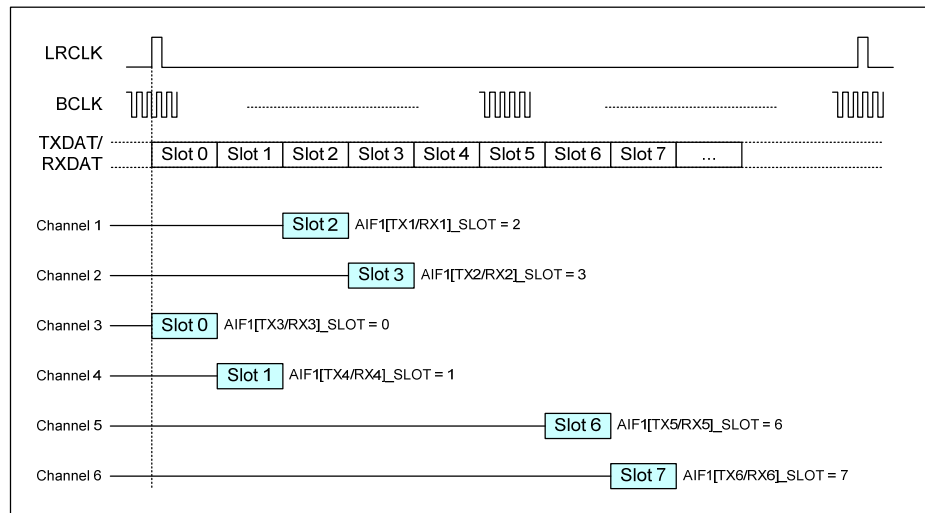 LRCLK
BCLK
TXDAT/
RXDAT
Slot 0 Slot 1 Slot 2 Slot 3 Slot 4 Slot 5 Slot 6 Slot 7 ...
Channel 1 Slot 2 AIF1[TX1/RX1]_SLOT = 2
Channel 2 Slot 3 AIF1[TX2/RX2]_SLOT = 3
Channel 3 Slot 0 AIF1[TX3/RX3]_SLOT = 0
Channel 4 Slot 1 AIF1[TX4/RX4]_SLOT = 1
Channel 5 Slot 6 AIF1[TX5/RX5]_SLOT = 6
Channel 6 Slot 7 AIF1[TX6/RX6]_SLOT = 7